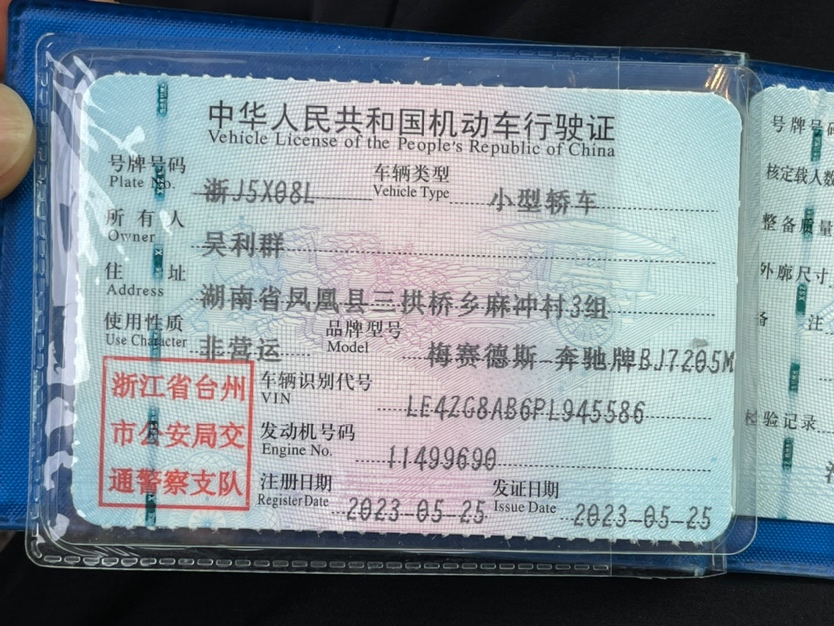 中华人民共和国机动车行驶证
Vehicle License of the People's Republic of China
号牌号码 浙J5X08L 车辆类型 小型轿车
Plate No. Vehicle Type
所有人 吴利群
Owner
住址 湖南省凤凰县三拱桥乡麻冲村3组
Address
使用性质 非营运 品牌型号 梅赛德斯-奔驰牌BJ7205M
Use Character Model
浙江省台州
市公安局交
通警察支队
车辆识别代号 LE4ZG8AB6PL945586
VIN
发动机号码 11499690
Engine No.
注册日期 2023-05-25 发证日期 2023-05-25
Register Date Issue Date
号牌号码
核定载人数
整备质量
外廓尺寸
备注
检验记录